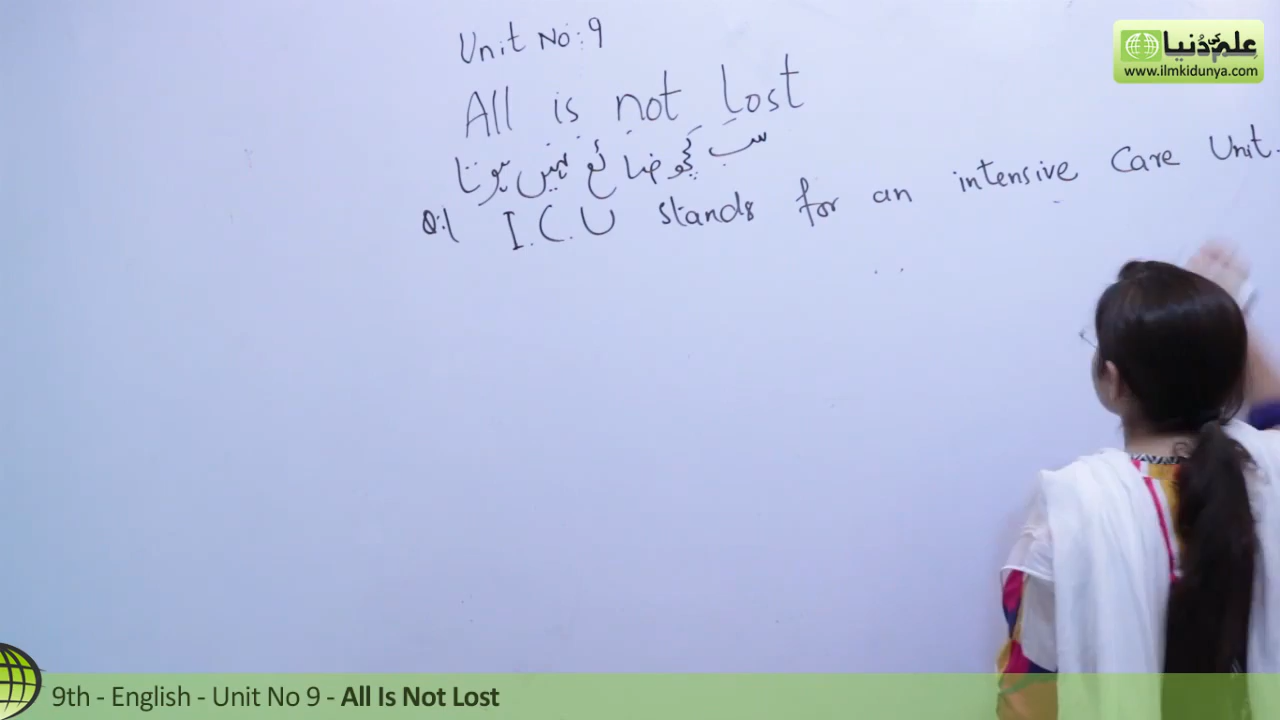 علم کی دنیا
www.ilmkidunya.com
Unit No: 9
All is not Lost
سب کچھ ضائع نہیں ہوتا
Q:1 I.C.U stands for an intensive Care Unit.
9th - English - Unit No 9 - All Is Not Lost